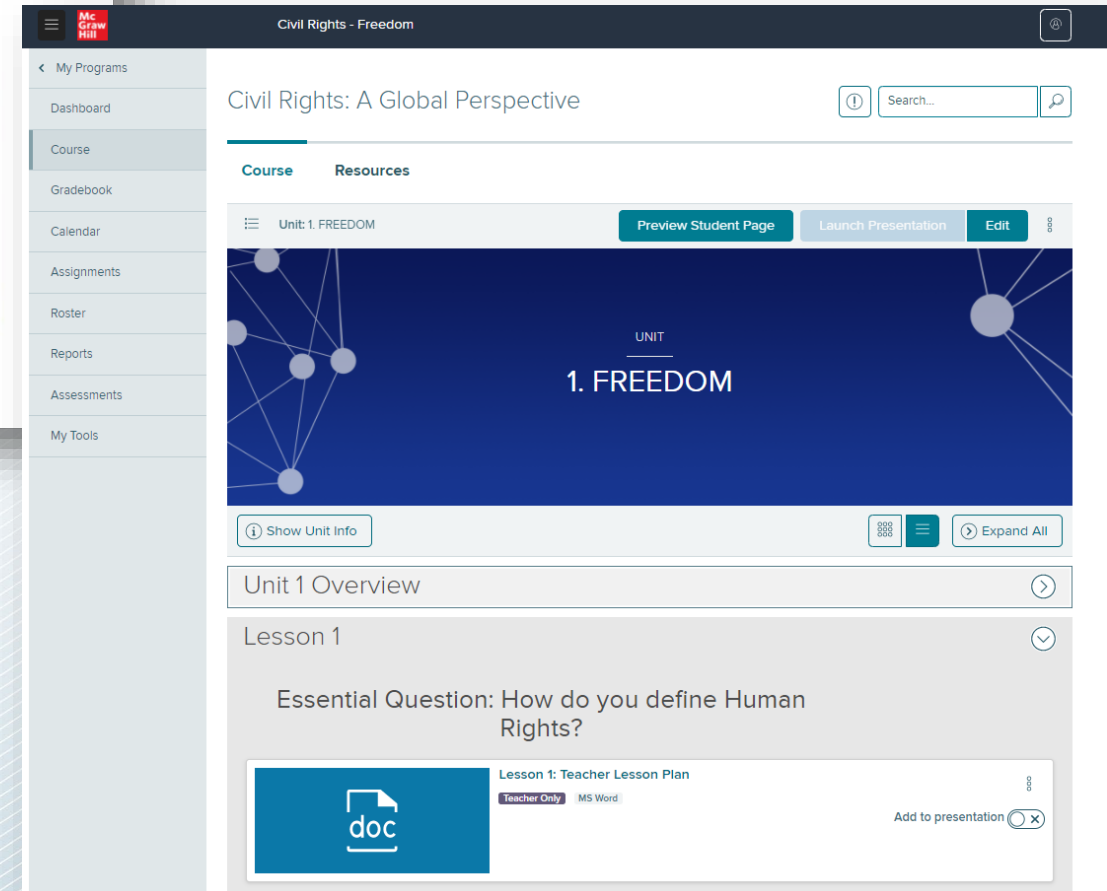 Mc
Graw
Hill
Civil Rights - Freedom
My Programs
Dashboard
Course
Gradebook
Calendar
Assignments
Roster
Reports
Assessments
My Tools
Civil Rights: A Global Perspective
Search...
Course Resources
Unit: 1. FREEDOM
Preview Student Page Launch Presentation Edit
UNIT
1. FREEDOM
Show Unit Info
Expand All
Unit 1 Overview
Lesson 1
Essential Question: How do you define Human
Rights?
doc
Lesson 1: Teacher Lesson Plan
Teacher Only MS Word
Add to presentation